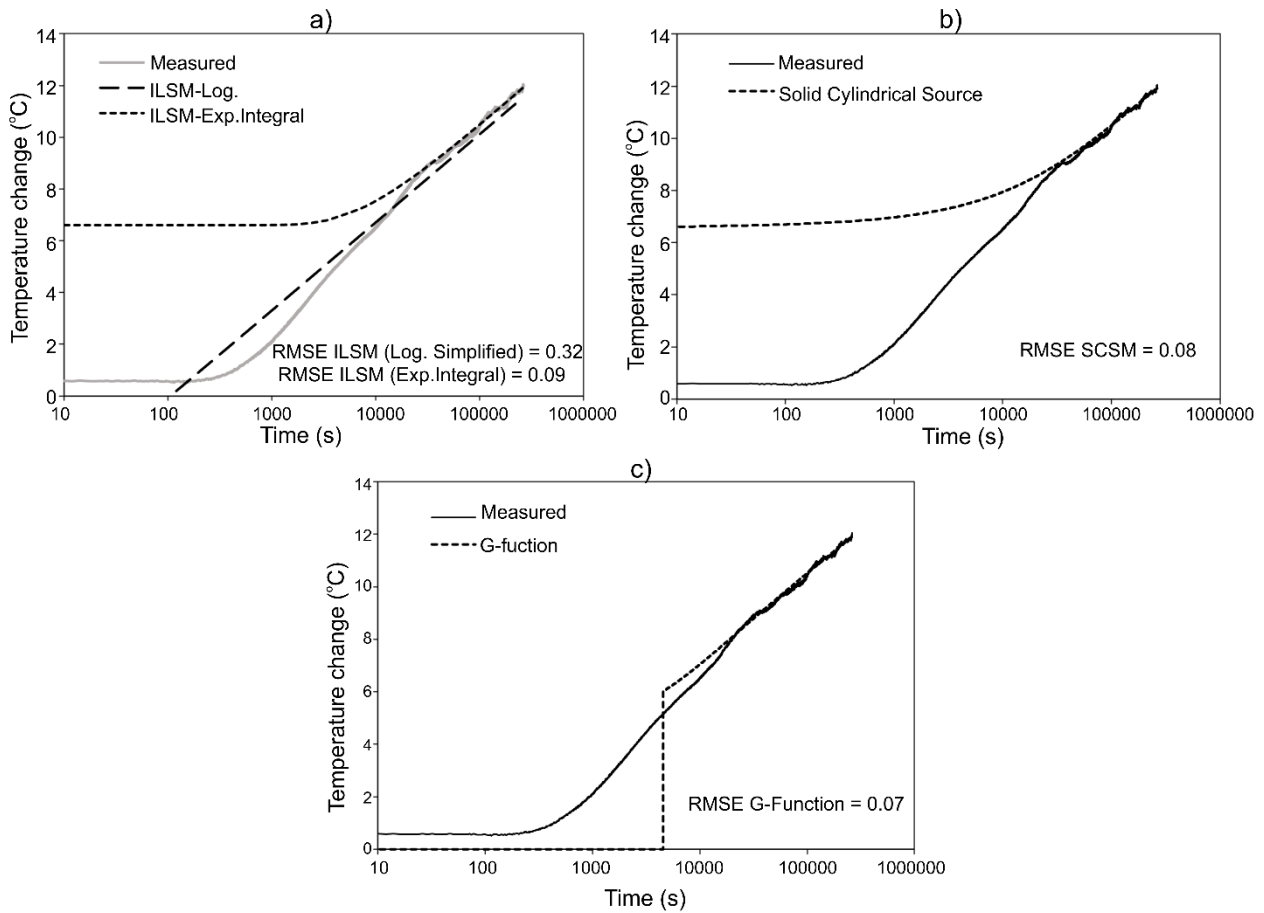 a)
14
12
10
8
6
4
2
0
Temperature change (°C)
Measured
ILSM-Log.
ILSM-Exp.Integral
RMSE ILSM (Log. Simplified) = 0.32
RMSE ILSM (Exp.Integral) = 0.09
10 100 1000 10000 100000 1000000
Time (s)
b)
14
12
10
8
6
4
2
0
Temperature change (°C)
Measured
Solid Cylindrical Source
RMSE SCSM = 0.08
10 100 1000 10000 100000 1000000
Time (s)
c)
14
12
10
8
6
4
2
0
Temperature change (°C)
Measured
G-fuction
RMSE G-Function = 0.07
10 100 1000 10000 100000 1000000
Time (s)